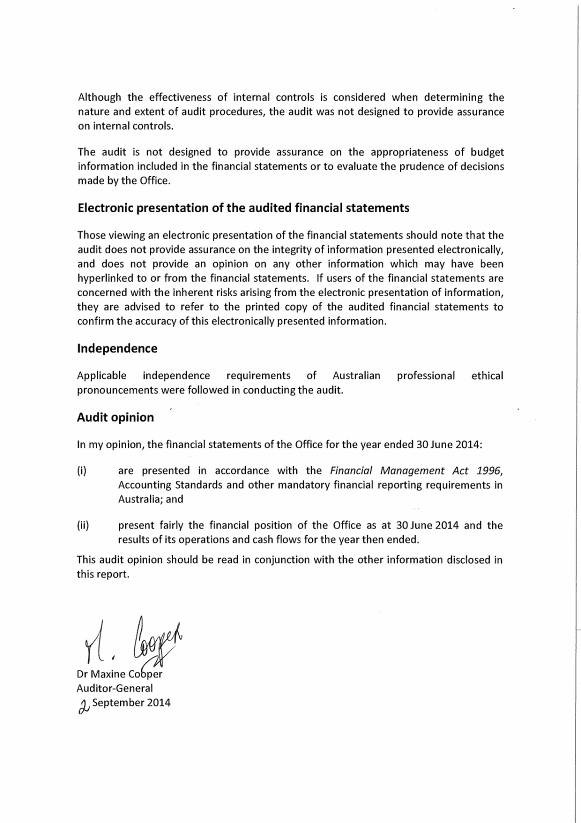 Although the effectiveness of internal controls is considered when determining the
nature and extent of audit procedures, the audit was not designed to provide assurance
on internal controls.
The audit is not designed to provide assurance on the appropriateness of budget
information included in the financial statements or to evaluate the prudence of decisions
made by the Office.
Electronic presentation of the audited financial statements
Those viewing an electronic presentation of the financial statements should note that the
audit does not provide assurance on the integrity of information presented electronically,
and does not provide an opinion on any other information which may have been
hyperlinked to or from the financial statements. If users of the financial statements are
concerned with the inherent risks arising from the electronic presentation of information,
they are advised to refer to the printed copy of the audited financial statements to
confirm the accuracy of this electronically presented information.
Independence
Applicable independence requirements of Australian professional ethical
pronouncements were followed in conducting the audit.
Audit opinion
In my opinion, the financial statements of the Office for the year ended 30 June 2014:
(i) are presented in accordance with the Financial Management Act 1996,
Accounting Standards and other mandatory financial reporting requirements in
Australia; and
(ii) present fairly the financial position of the Office as at 30 June 2014 and the
results of its operations and cash flows for the year then ended.
This audit opinion should be read in conjunction with the other information disclosed in
this report.
M. Cooper
Dr Maxine Cooper
Auditor-General
2 September 2014